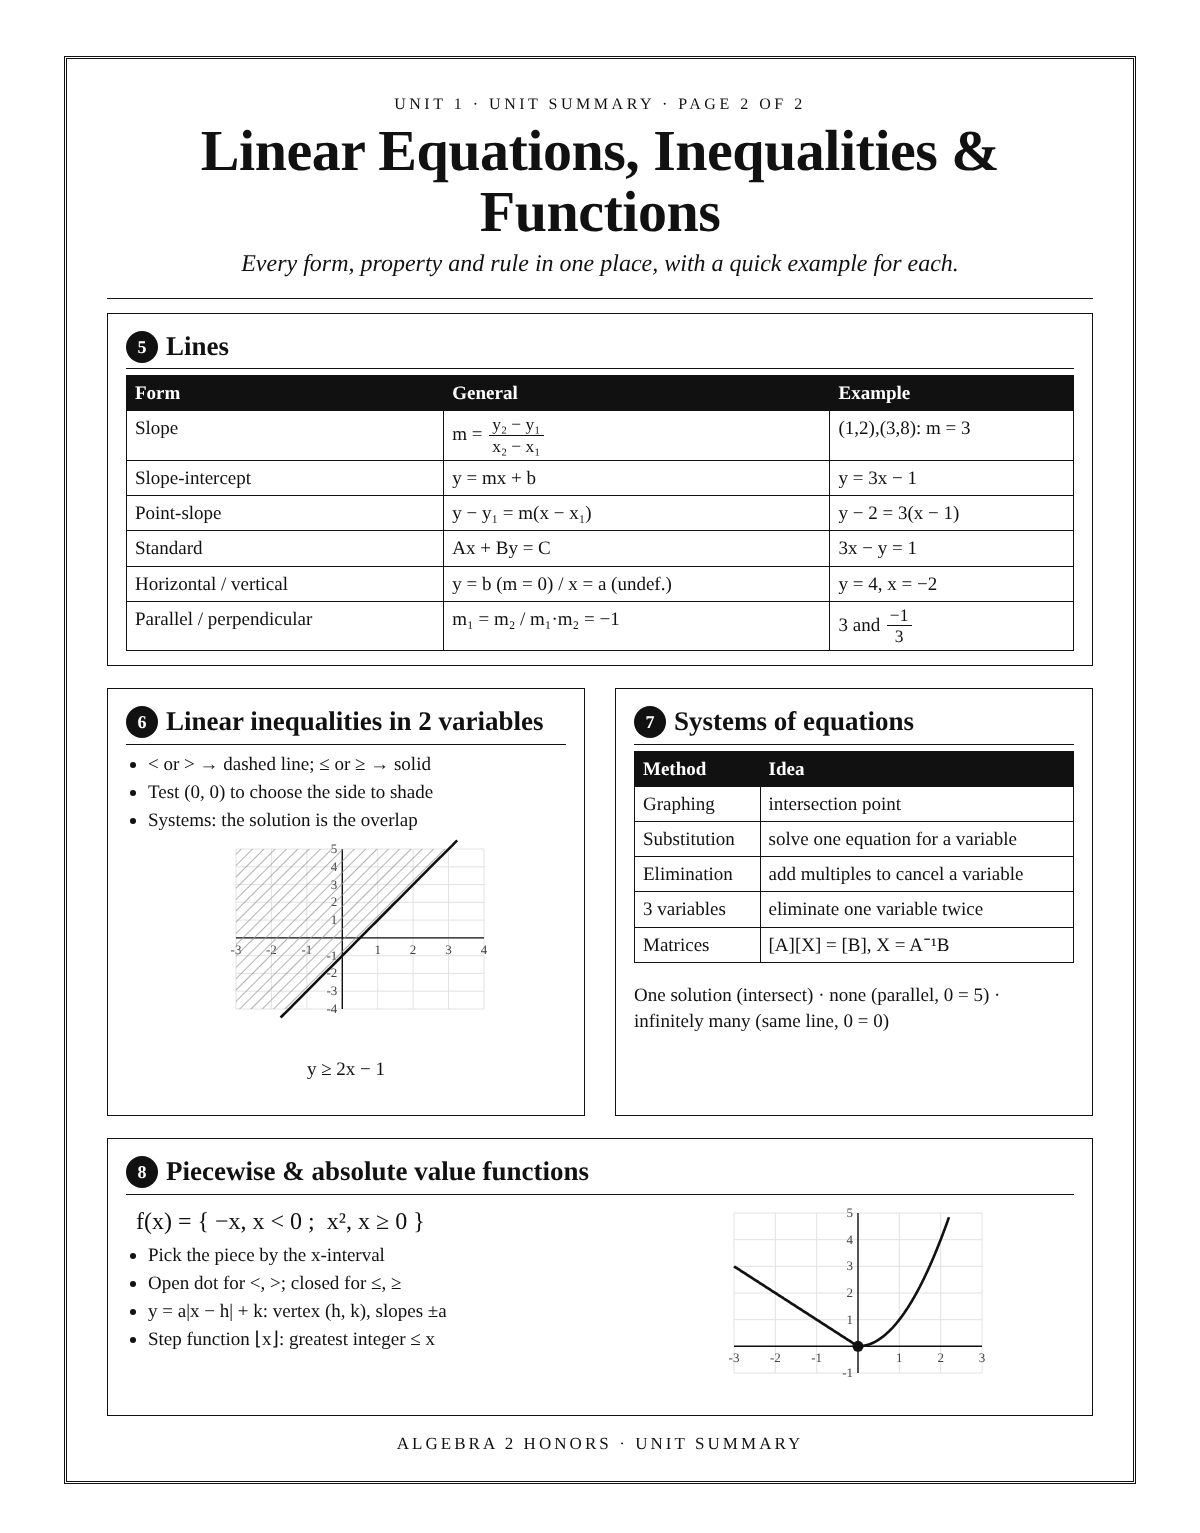 UNIT 1 · UNIT SUMMARY · PAGE 2 OF 2
Linear Equations, Inequalities &
Functions
Every form, property and rule in one place, with a quick example for each.
5 Lines
Form General Example
Slope m = (y₂ − y₁)/(x₂ − x₁) (1,2),(3,8): m = 3
Slope-intercept y = mx + b y = 3x − 1
Point-slope y − y₁ = m(x − x₁) y − 2 = 3(x − 1)
Standard Ax + By = C 3x − y = 1
Horizontal / vertical y = b (m = 0) / x = a (undef.) y = 4, x = −2
Parallel / perpendicular m₁ = m₂ / m₁·m₂ = −1 3 and −1/3
6 Linear inequalities in 2 variables
• < or > → dashed line; ≤ or ≥ → solid
• Test (0, 0) to choose the side to shade
• Systems: the solution is the overlap
5
4
3
2
1
-3 -2 -1 1 2 3 4
-1
-2
-3
-4
y ≥ 2x − 1
7 Systems of equations
Method Idea
Graphing intersection point
Substitution solve one equation for a variable
Elimination add multiples to cancel a variable
3 variables eliminate one variable twice
Matrices [A][X] = [B], X = A⁻¹B
One solution (intersect) · none (parallel, 0 = 5) ·
infinitely many (same line, 0 = 0)
8 Piecewise & absolute value functions
f(x) = { −x, x < 0 ; x², x ≥ 0 }
• Pick the piece by the x-interval
• Open dot for <, >; closed for ≤, ≥
• y = a|x − h| + k: vertex (h, k), slopes ±a
• Step function ⌊x⌋: greatest integer ≤ x
5
4
3
2
1
-3 -2 -1 1 2 3
-1
ALGEBRA 2 HONORS · UNIT SUMMARY